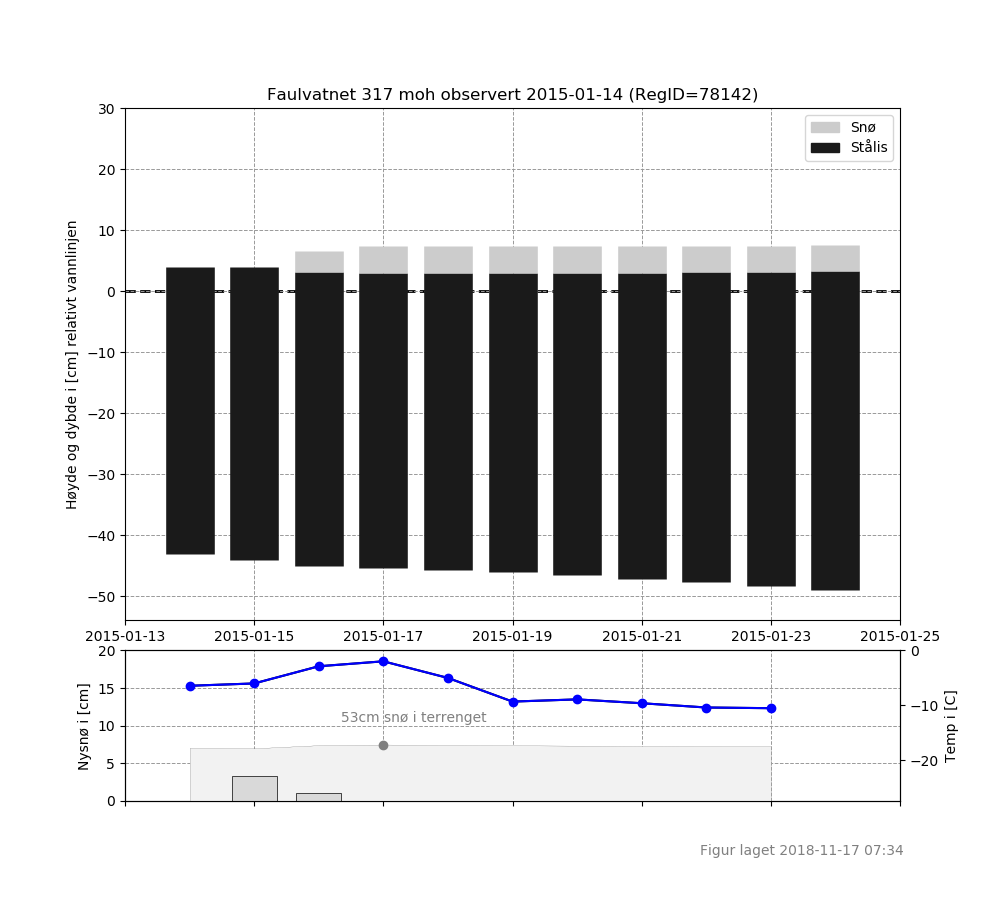 Faulvatnet 317 moh observert 2015-01-14 (RegID=78142)
Snø
Stålis
30
20
10
0
−10
−20
−30
−40
−50
Høyde og dybde i [cm] relativt vannlinjen
2015-01-13 2015-01-15 2015-01-17 2015-01-19 2015-01-21 2015-01-23 2015-01-25
20
15
10
5
0
Nysnø i [cm]
53cm snø i terrenget
0
−10
−20
Temp i [C]
Figur laget 2018-11-17 07:34